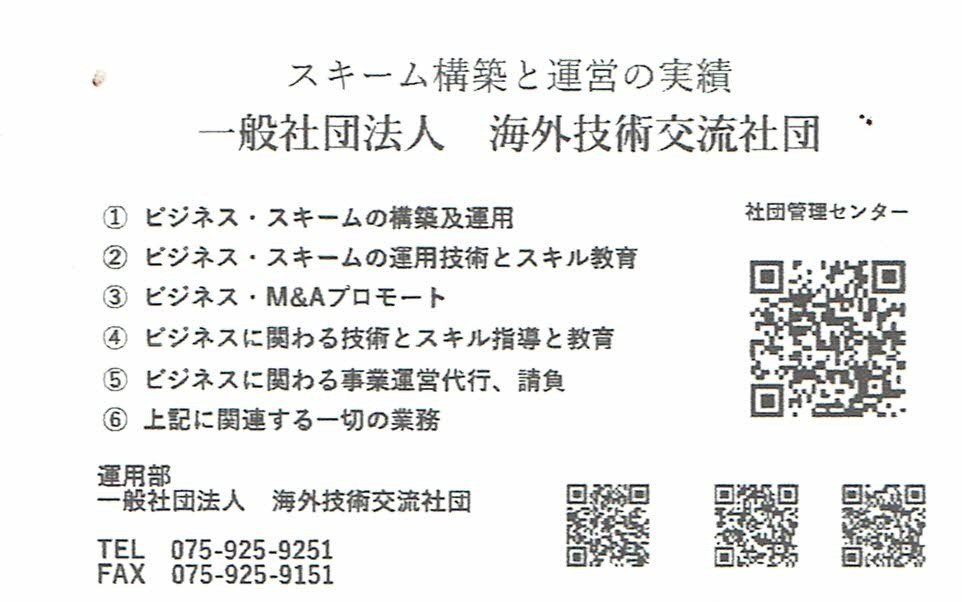 スキーム構築と運営の実績
一般社団法人　海外技術交流社団
① ビジネス・スキームの構築及運用
② ビジネス・スキームの運用技術とスキル教育
③ ビジネス・M&Aプロモート
④ ビジネスに関わる技術とスキル指導と教育
⑤ ビジネスに関わる事業運営代行、請負
⑥ 上記に関連する一切の業務
社団管理センター
運用部
一般社団法人　海外技術交流社団
TEL　075-925-9251
FAX　075-925-9151